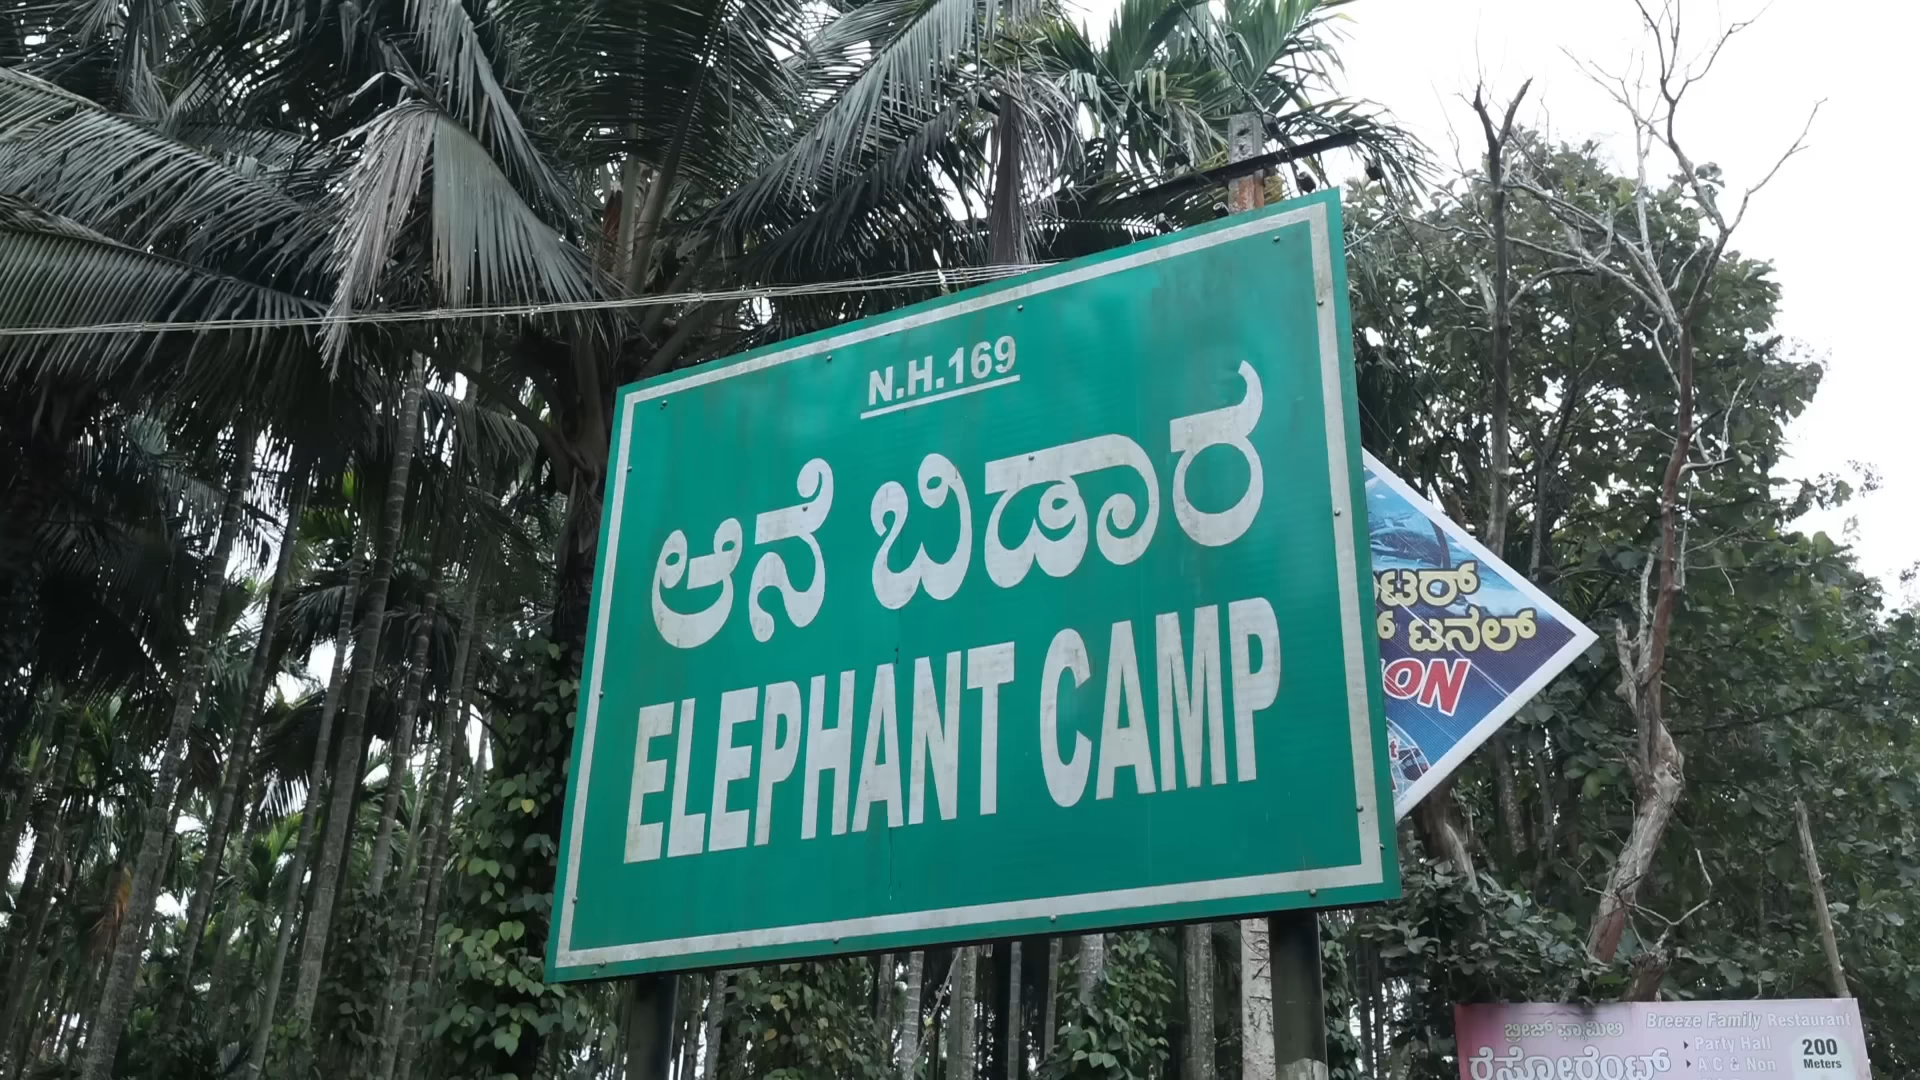 N.H.169
ಆನೆ ಬಿಡಾರ
ELEPHANT CAMP
ಟನಲ್
Breeze Family Restaurant
ಬ್ರೀಜ್ ಫ್ಯಾಮಿಲಿ
ರೆಸ್ಟೋರೆಂಟ್
Party Hall
A C & Non
200
Meters